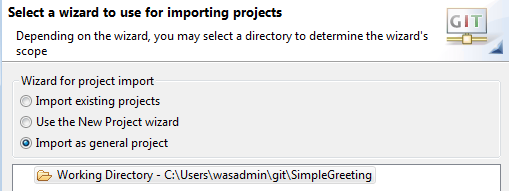 Select a wizard to use for importing projects
Depending on the wizard, you may select a directory to determine the wizard's
scope
GIT
Wizard for project import
Import existing projects
Use the New Project wizard
Import as general project
Working Directory - C:\Users\wasadmin\git\SimpleGreeting